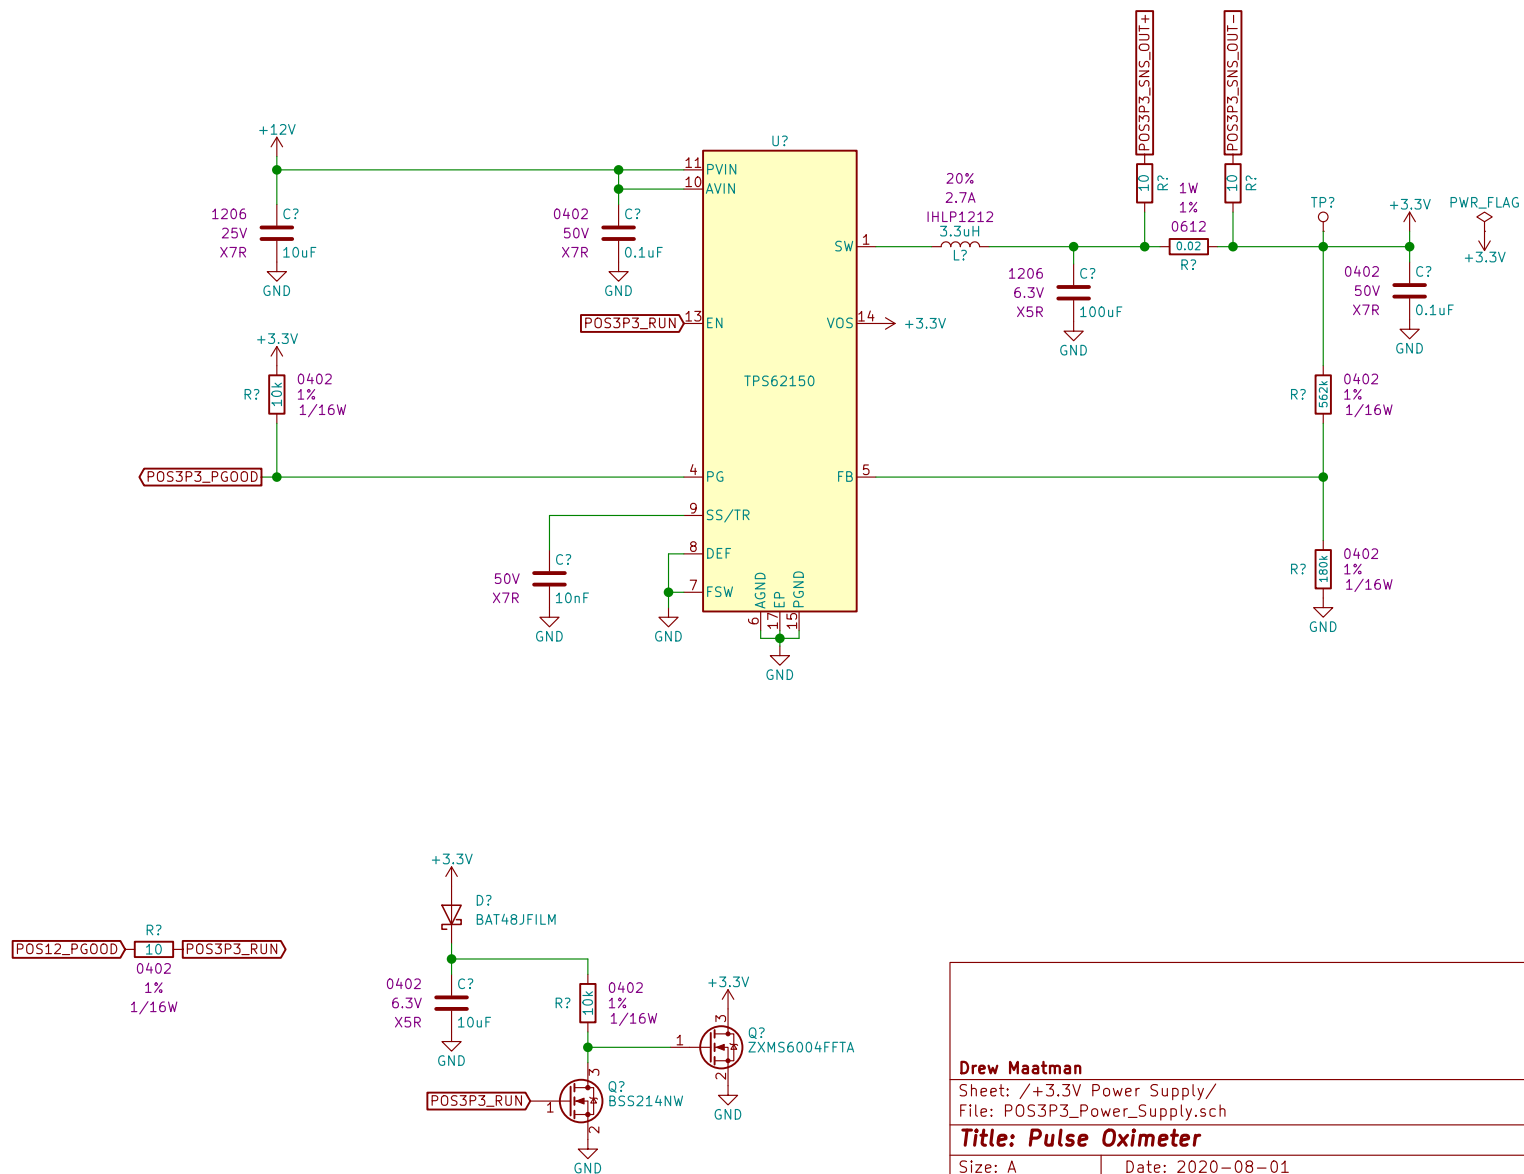 POS3P3_SNS_OUT+
POS3P3_SNS_OUT-
+12V
U?
11
PVIN
10
AVIN
1206
25V
X7R
C?
10uF
GND
0402
50V
X7R
C?
0.1uF
GND
20%
2.7A
IHLP1212
3.3uH
L?
SW
1
10
R?
10
R?
1W
1%
0612
0.02
R?
TP?
+3.3V
PWR_FLAG
+3.3V
1206
6.3V
X5R
C?
100uF
GND
0402
50V
X7R
C?
0.1uF
GND
POS3P3_RUN
13
EN
VOS
14
+3.3V
+3.3V
R?
10k
0402
1%
1/16W
TPS62150
R?
562k
0402
1%
1/16W
POS3P3_PGOOD
4
PG
FB
5
9
SS/TR
8
DEF
7
FSW
50V
X7R
C?
10nF
GND
GND
AGND
EP
PGND
6
17
15
GND
R?
180k
0402
1%
1/16W
GND
POS12_PGOOD
R?
10
POS3P3_RUN
0402
1%
1/16W
+3.3V
D?
BAT48JFILM
0402
6.3V
X5R
C?
10uF
GND
R?
10k
0402
1%
1/16W
+3.3V
3
1
Q?
ZXMS6004FFTA
2
GND
POS3P3_RUN
1
3
Q?
BSS214NW
2
GND
Drew Maatman
Sheet: /+3.3V Power Supply/
File: POS3P3_Power_Supply.sch
Title: Pulse Oximeter
Size: A
Date: 2020-08-01